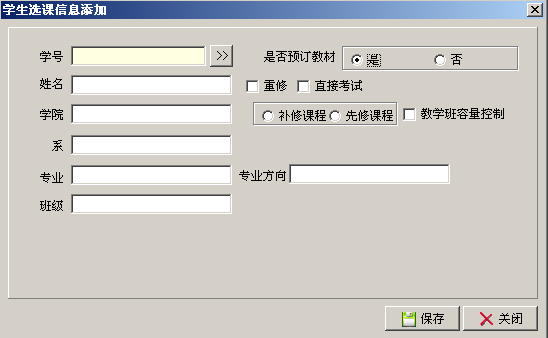 学生选课信息添加
学号 >> 是否预订教材 是 否
姓名 重修 直接考试
学院 补修课程 先修课程 教学班容量控制
系
专业 专业方向
班级
保存 关闭